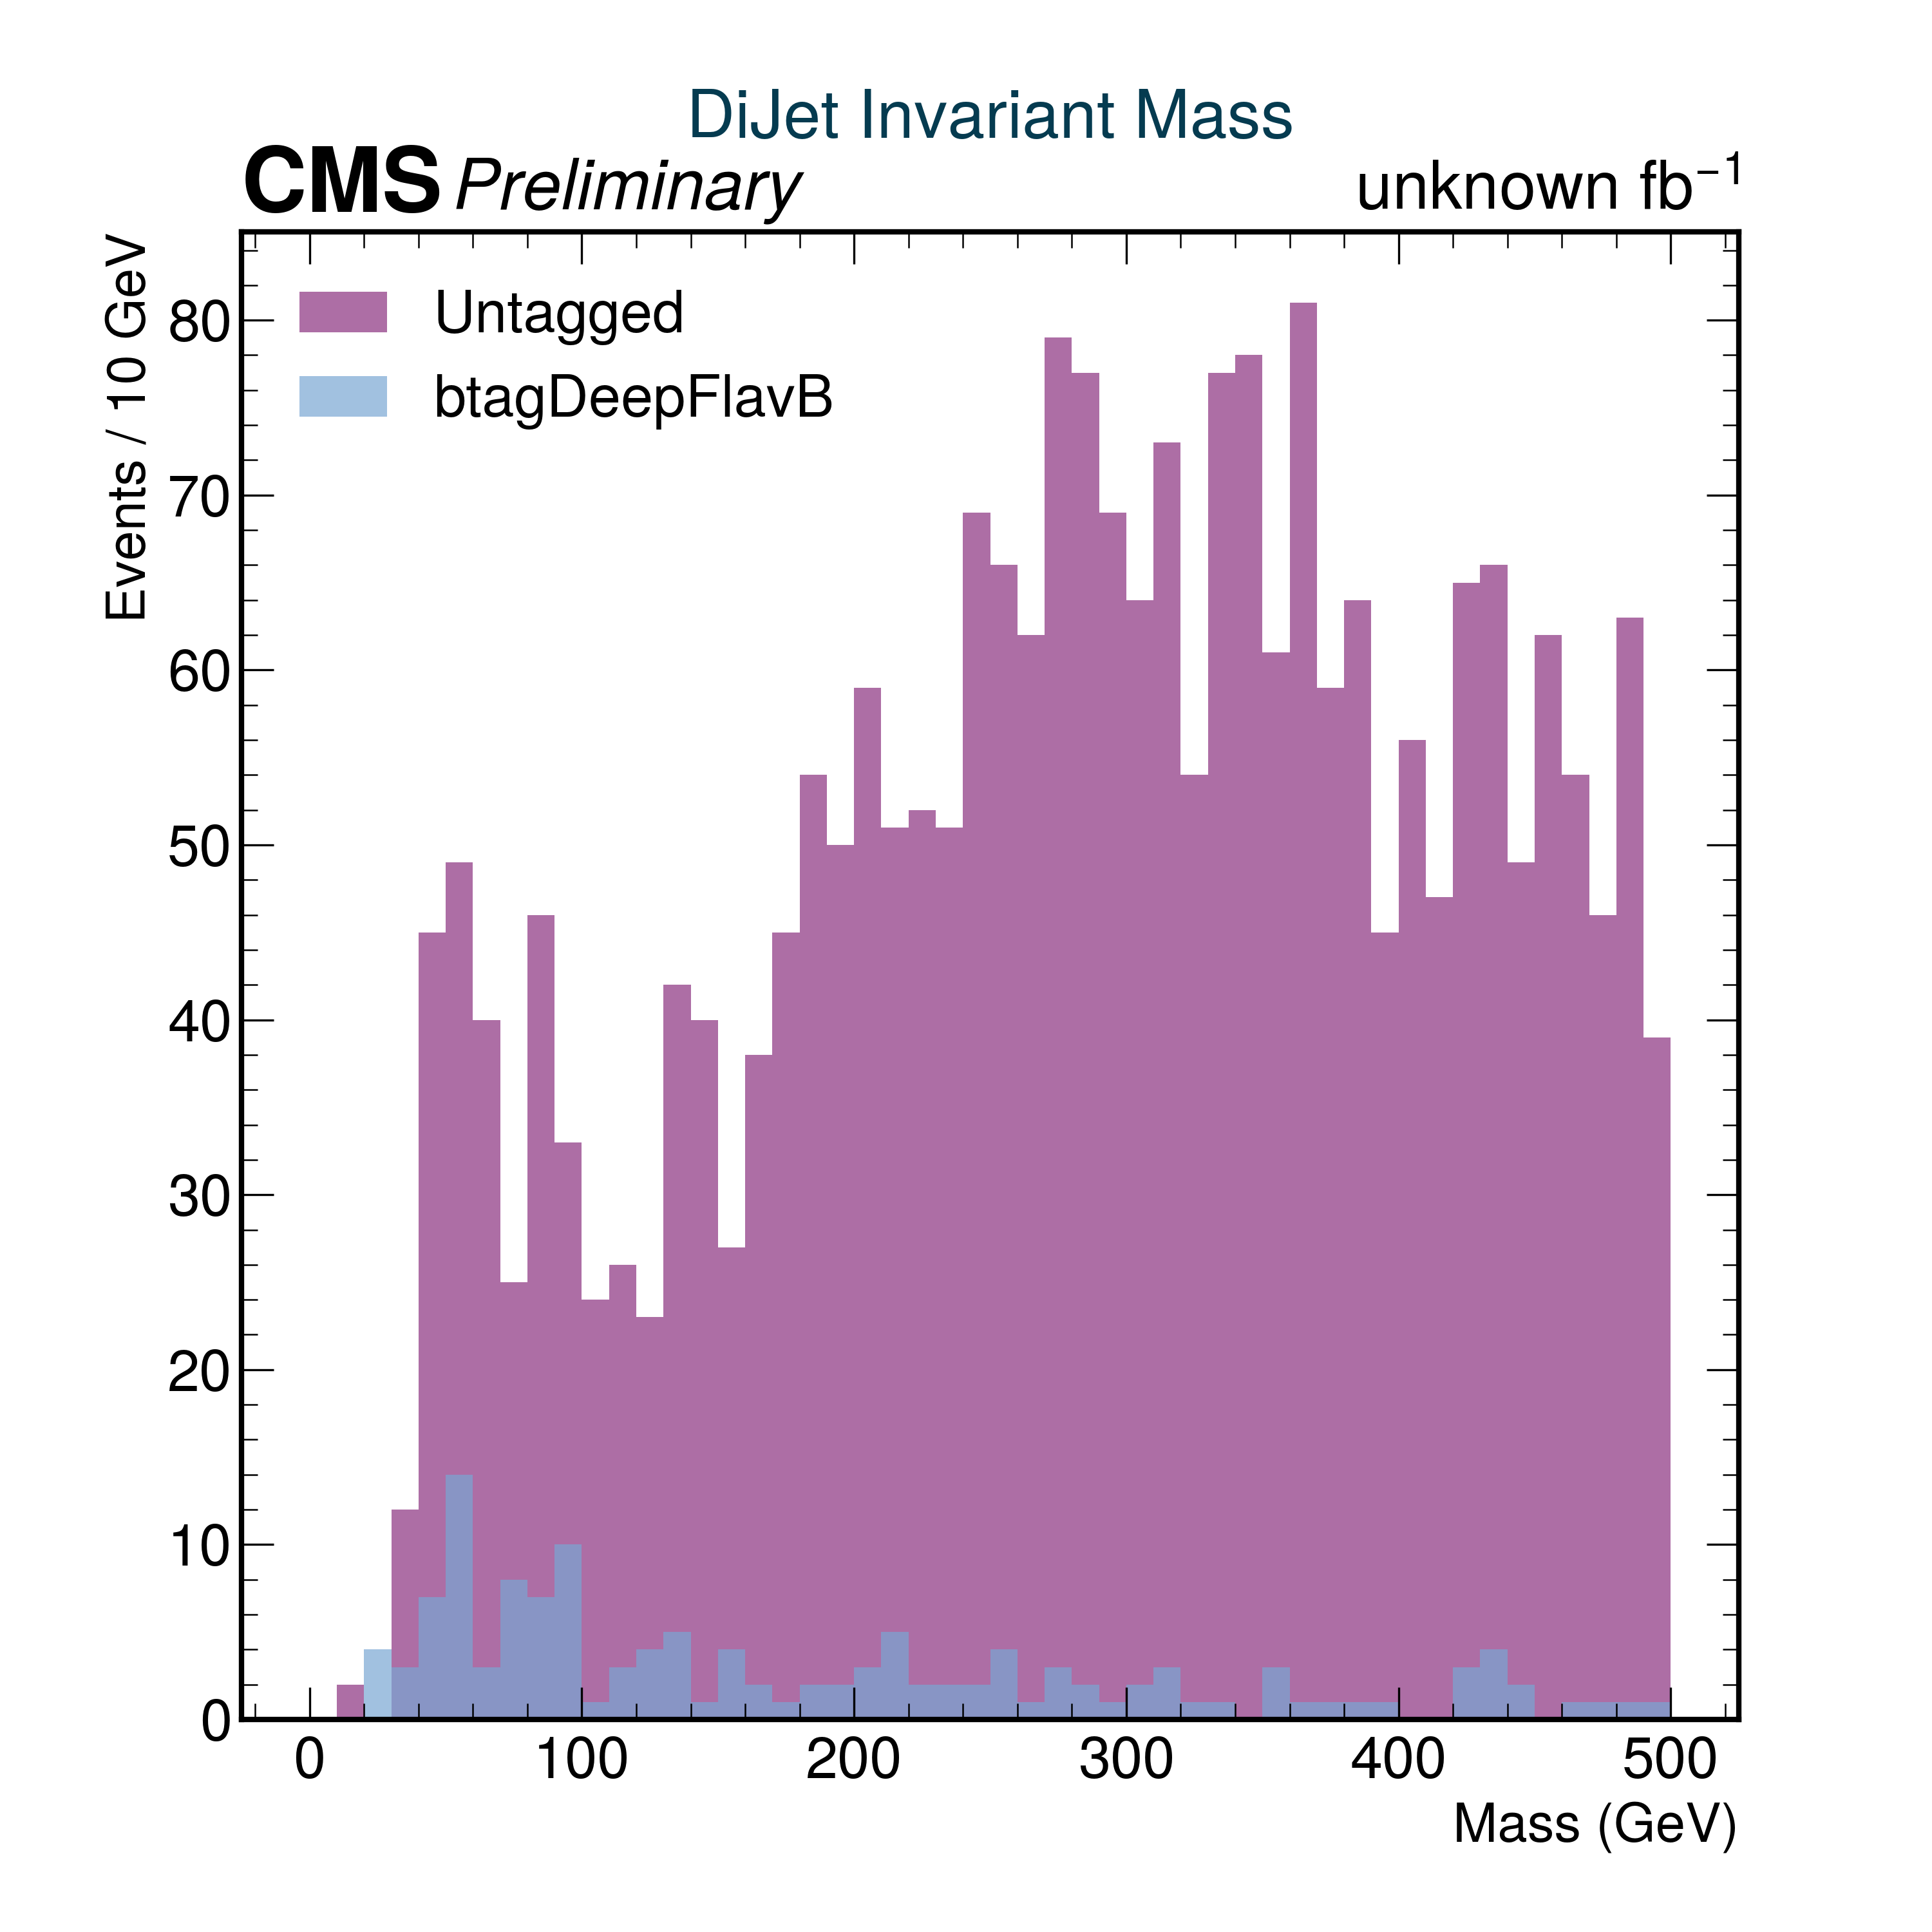 DiJet Invariant Mass
CMS Preliminary
unknown fb⁻¹
Events / 10 GeV
Untagged
btagDeepFlavB
80
70
60
50
40
30
20
10
0
0 100 200 300 400 500
Mass (GeV)